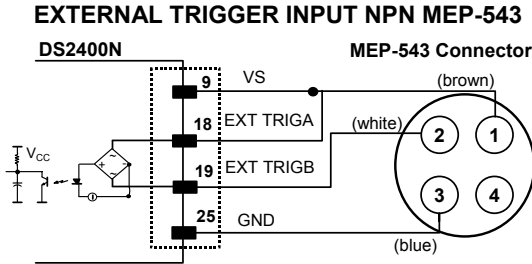 EXTERNAL TRIGGER INPUT NPN MEP-543
DS2400N
MEP-543 Connector
9
VS
(brown)
18
EXT TRIGA
(white)
2
1
VCC
19
EXT TRIGB
3
4
25
GND
(blue)